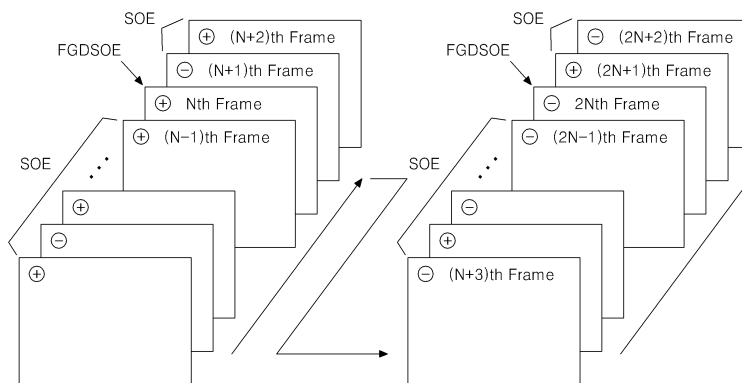 SOE
⊕ (N+2)th Frame
FGDSOE
⊖ (N+1)th Frame
⊕ Nth Frame
⊕ (N−1)th Frame
SOE
⊕
⊖
⊕
SOE
⊖ (2N+2)th Frame
FGDSOE
⊕ (2N+1)th Frame
⊖ 2Nth Frame
⊖ (2N−1)th Frame
SOE
⊖
⊕
⊖ (N+3)th Frame